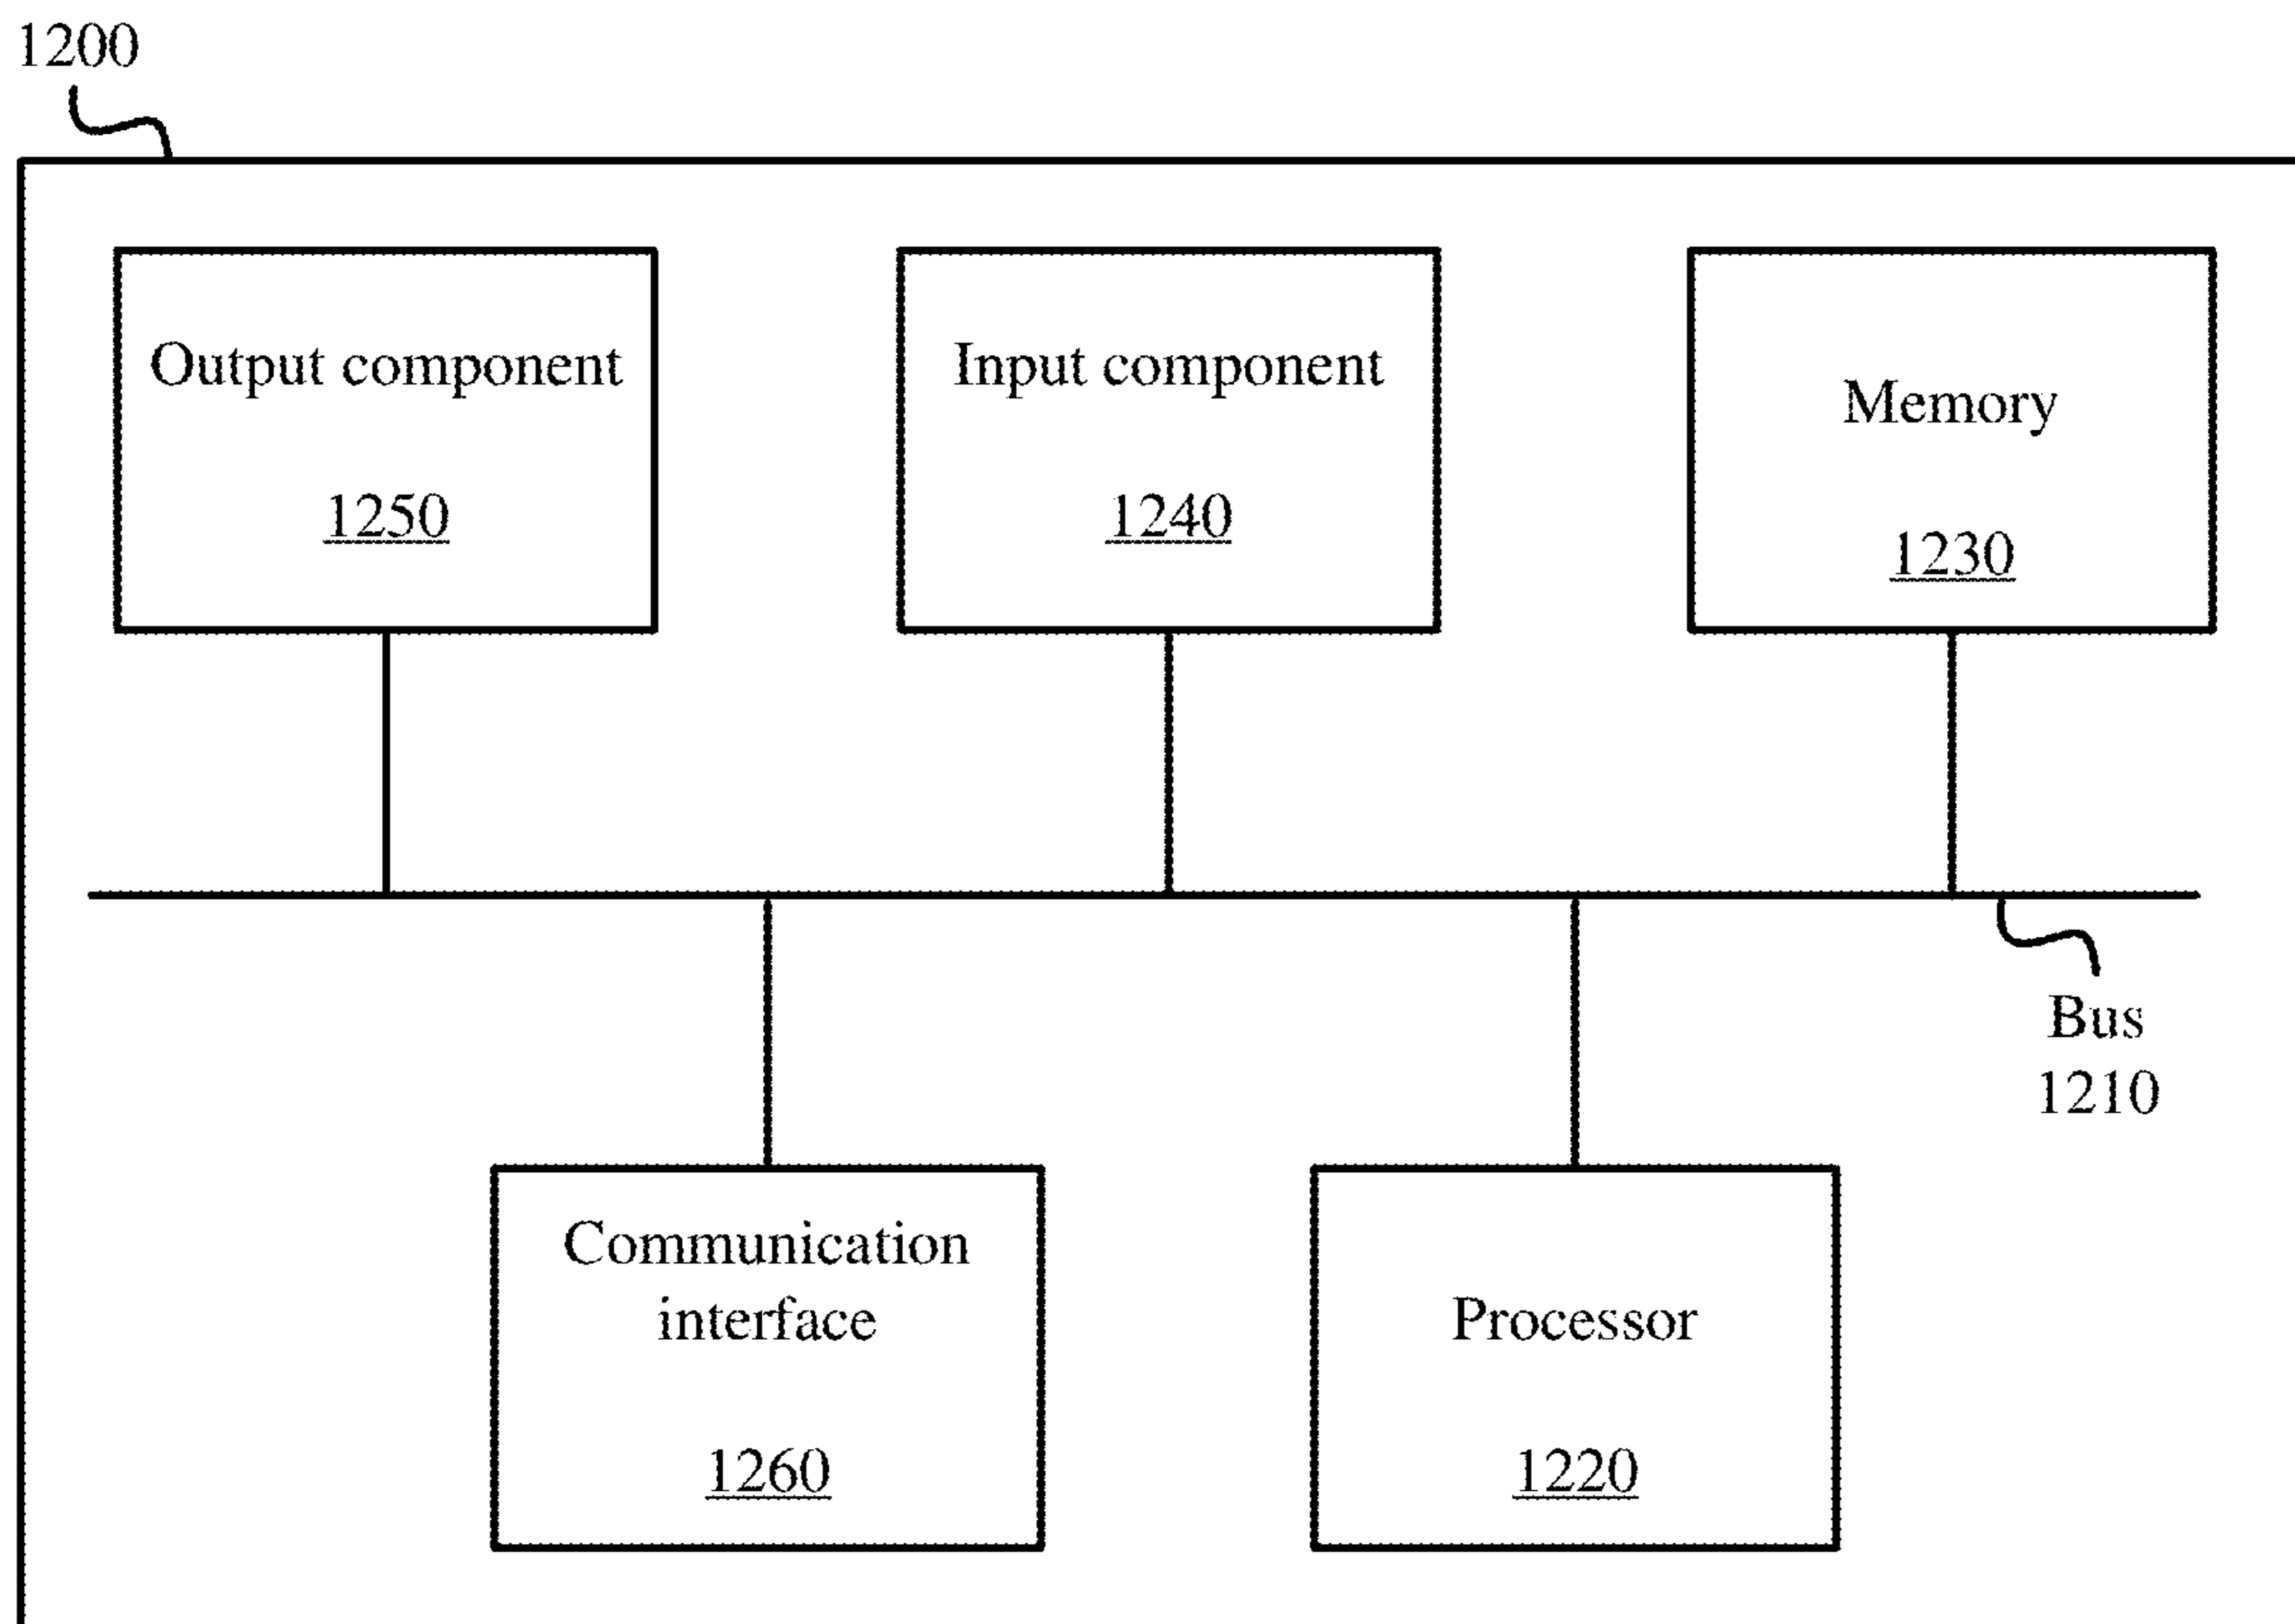 1200
Output component
1250
Input component
1240
Memory
1230
Bus
1210
Communication
interface
1260
Processor
1220